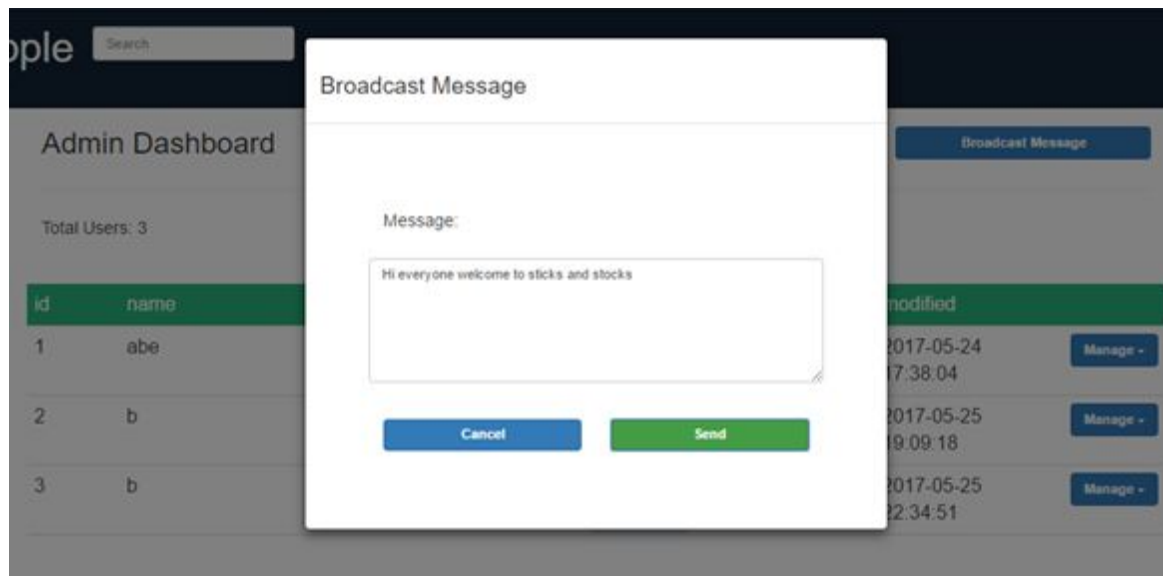 ople Search
Broadcast Message
Admin Dashboard
Broadcast Message
Total Users: 3
Message:
Hi everyone welcome to sticks and stocks
id name modified
1 abe 2017-05-24 Manage
17:38:04
2 b 2017-05-25 Manage
19:09:18
3 b 2017-05-25 Manage
22:34:51
Cancel Send